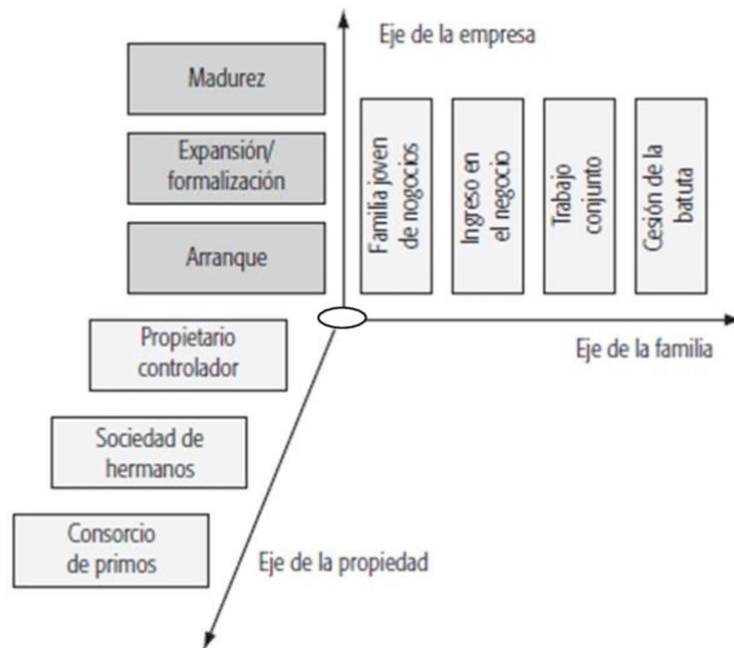 Eje de la empresa
Madurez
Expansión/
formalización
Arranque
Familia joven
de nogocios
Ingreso en
el negocio
Trabajo
conjunto
Cesión de la
batuta
Eje de la familia
Propietario
controlador
Sociedad de
hermanos
Consorcio
de primos
Eje de la propiedad